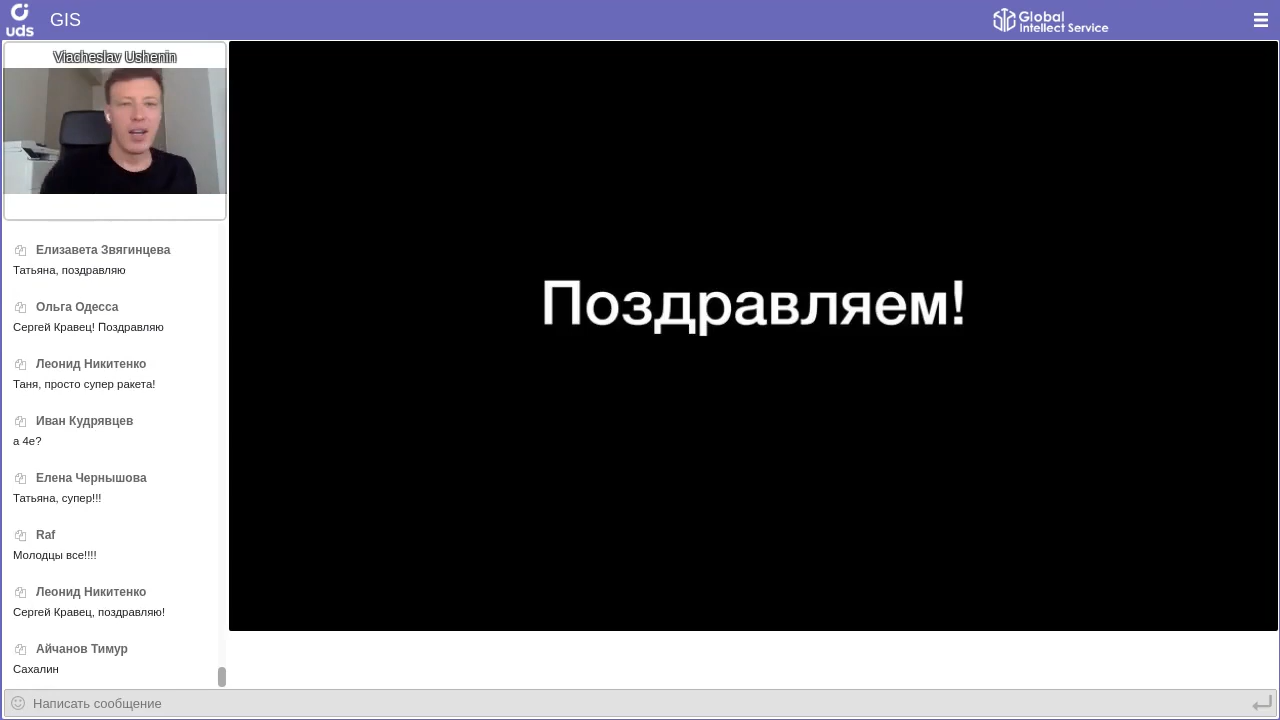 uds
GIS
Global
Intellect Service
Viacheslav Ushenin
Поздравляем!
Елизавета Звягинцева
Татьяна, поздравляю
Ольга Одесса
Сергей Кравец! Поздравляю
Леонид Никитенко
Таня, просто супер ракета!
Иван Кудрявцев
а 4е?
Елена Чернышова
Татьяна, супер!!!
Raf
Молодцы все!!!!
Леонид Никитенко
Сергей Кравец, поздравляю!
Айчанов Тимур
Сахалин
Написать сообщение